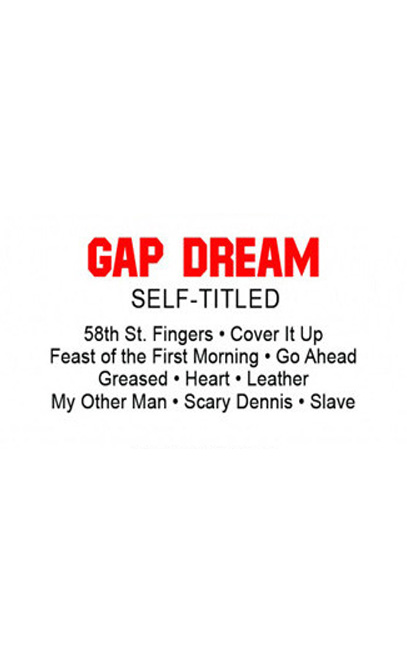 GAP DREAM
SELF-TITLED
58th St. Fingers • Cover It Up
Feast of the First Morning • Go Ahead
Greased • Heart • Leather
My Other Man • Scary Dennis • Slave